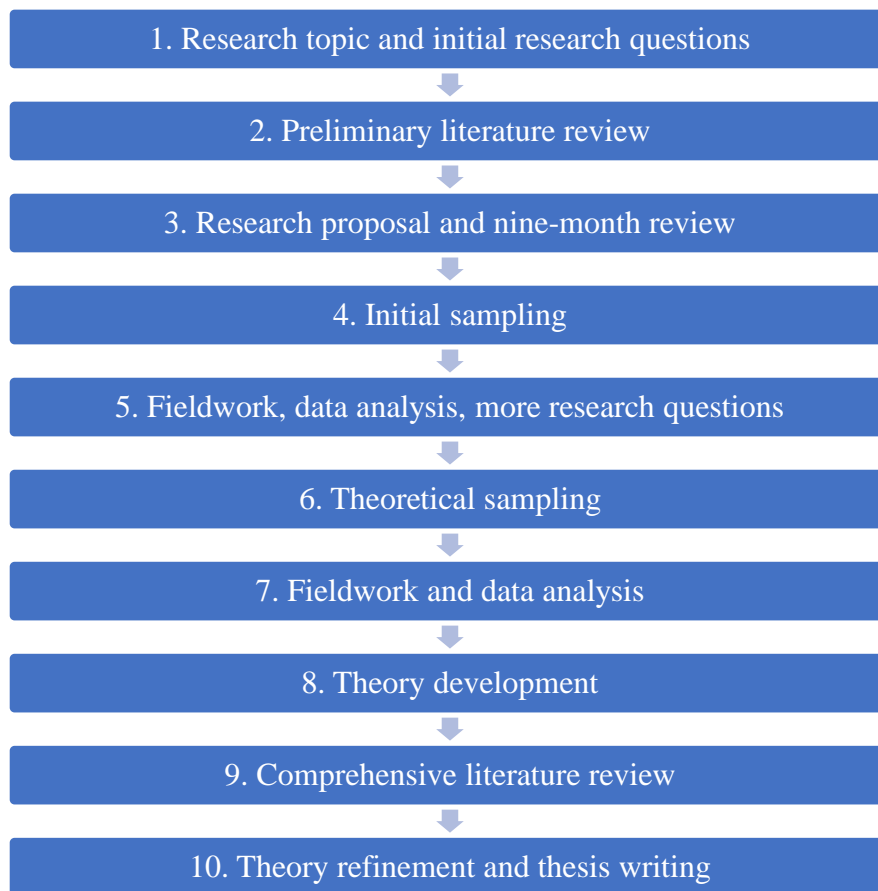 1. Research topic and initial research questions
2. Preliminary literature review
3. Research proposal and nine-month review
4. Initial sampling
5. Fieldwork, data analysis, more research questions
6. Theoretical sampling
7. Fieldwork and data analysis
8. Theory development
9. Comprehensive literature review
10. Theory refinement and thesis writing